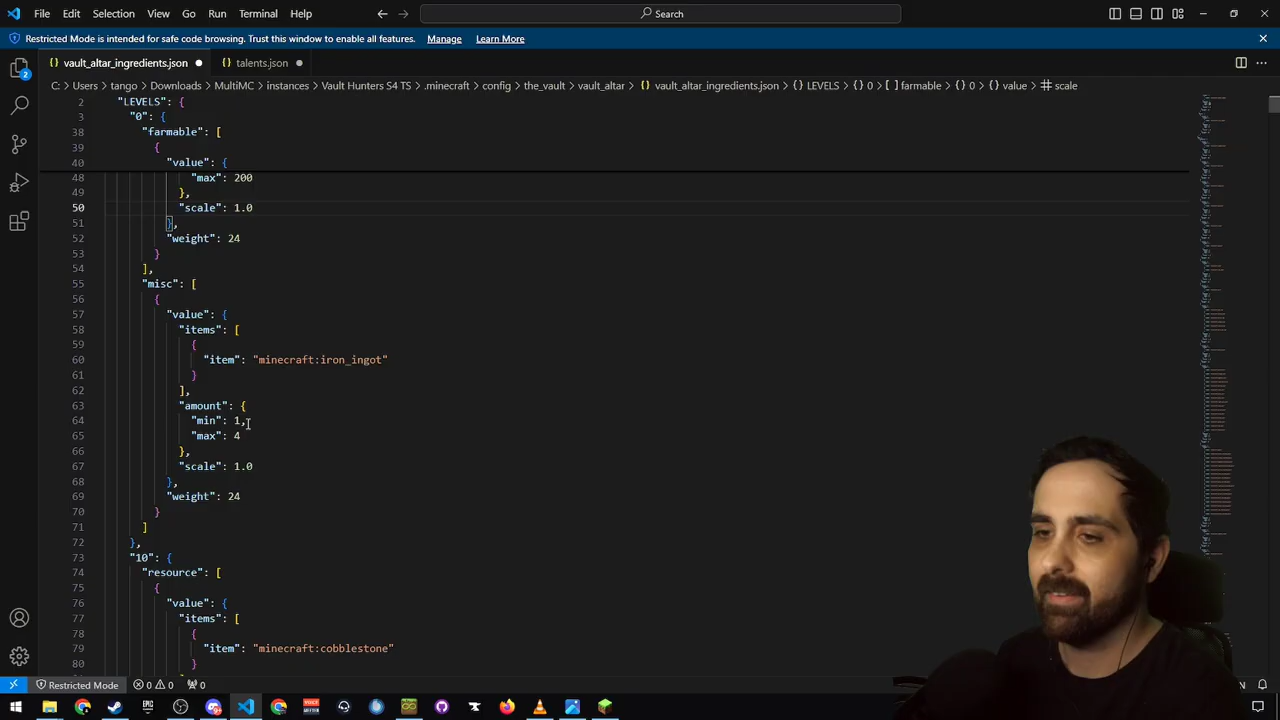 File Edit Selection View Go Run Terminal Help
Search
Restricted Mode is intended for safe code browsing. Trust this window to enable all features. Manage Learn More
vault_altar_ingredients.json
talents.json
C: > Users > tango > Downloads > MultiMC > instances > Vault Hunters S4 TS > .minecraft > config > the_vault > vault_altar > vault_altar_ingredients.json > {} LEVELS > {} 0 > [ ] farmable > {} 0 > {} value > # scale
2
2 "LEVELS": {
3 "0": {
38 "farmable": [
39 {
40 "value": {
48 "max": 200
49 },
50 "scale": 1.0
51 },
52 "weight": 24
53 }
54 ],
55 "misc": [
56 {
57 "value": {
58 "items": [
59 {
60 "item": "minecraft:iron_ingot"
61 }
62 ],
63 "amount": {
64 "min": 1,
65 "max": 4
66 },
67 "scale": 1.0
68 },
69 "weight": 24
70 }
71 ]
72 },
73 "10": {
74 "resource": [
75 {
76 "value": {
77 "items": [
78 {
79 "item": "minecraft:cobblestone"
80 }
Restricted Mode 0 0 0